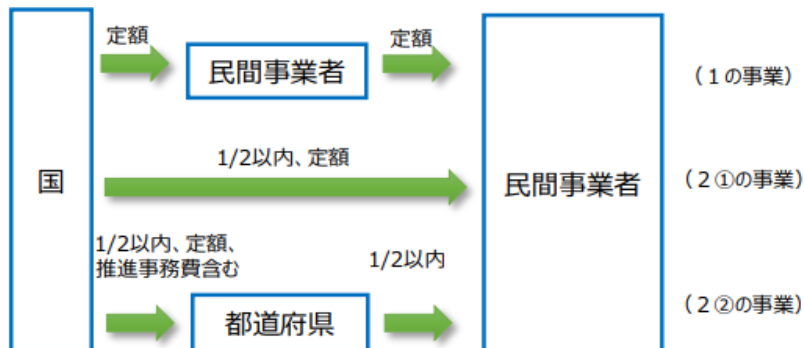 定額
定額
民間事業者
(1の事業)
1/2以内、定額
国
民間事業者
(2①の事業)
1/2以内、定額、
推進事務費含む
1/2以内
都道府県
(2②の事業)